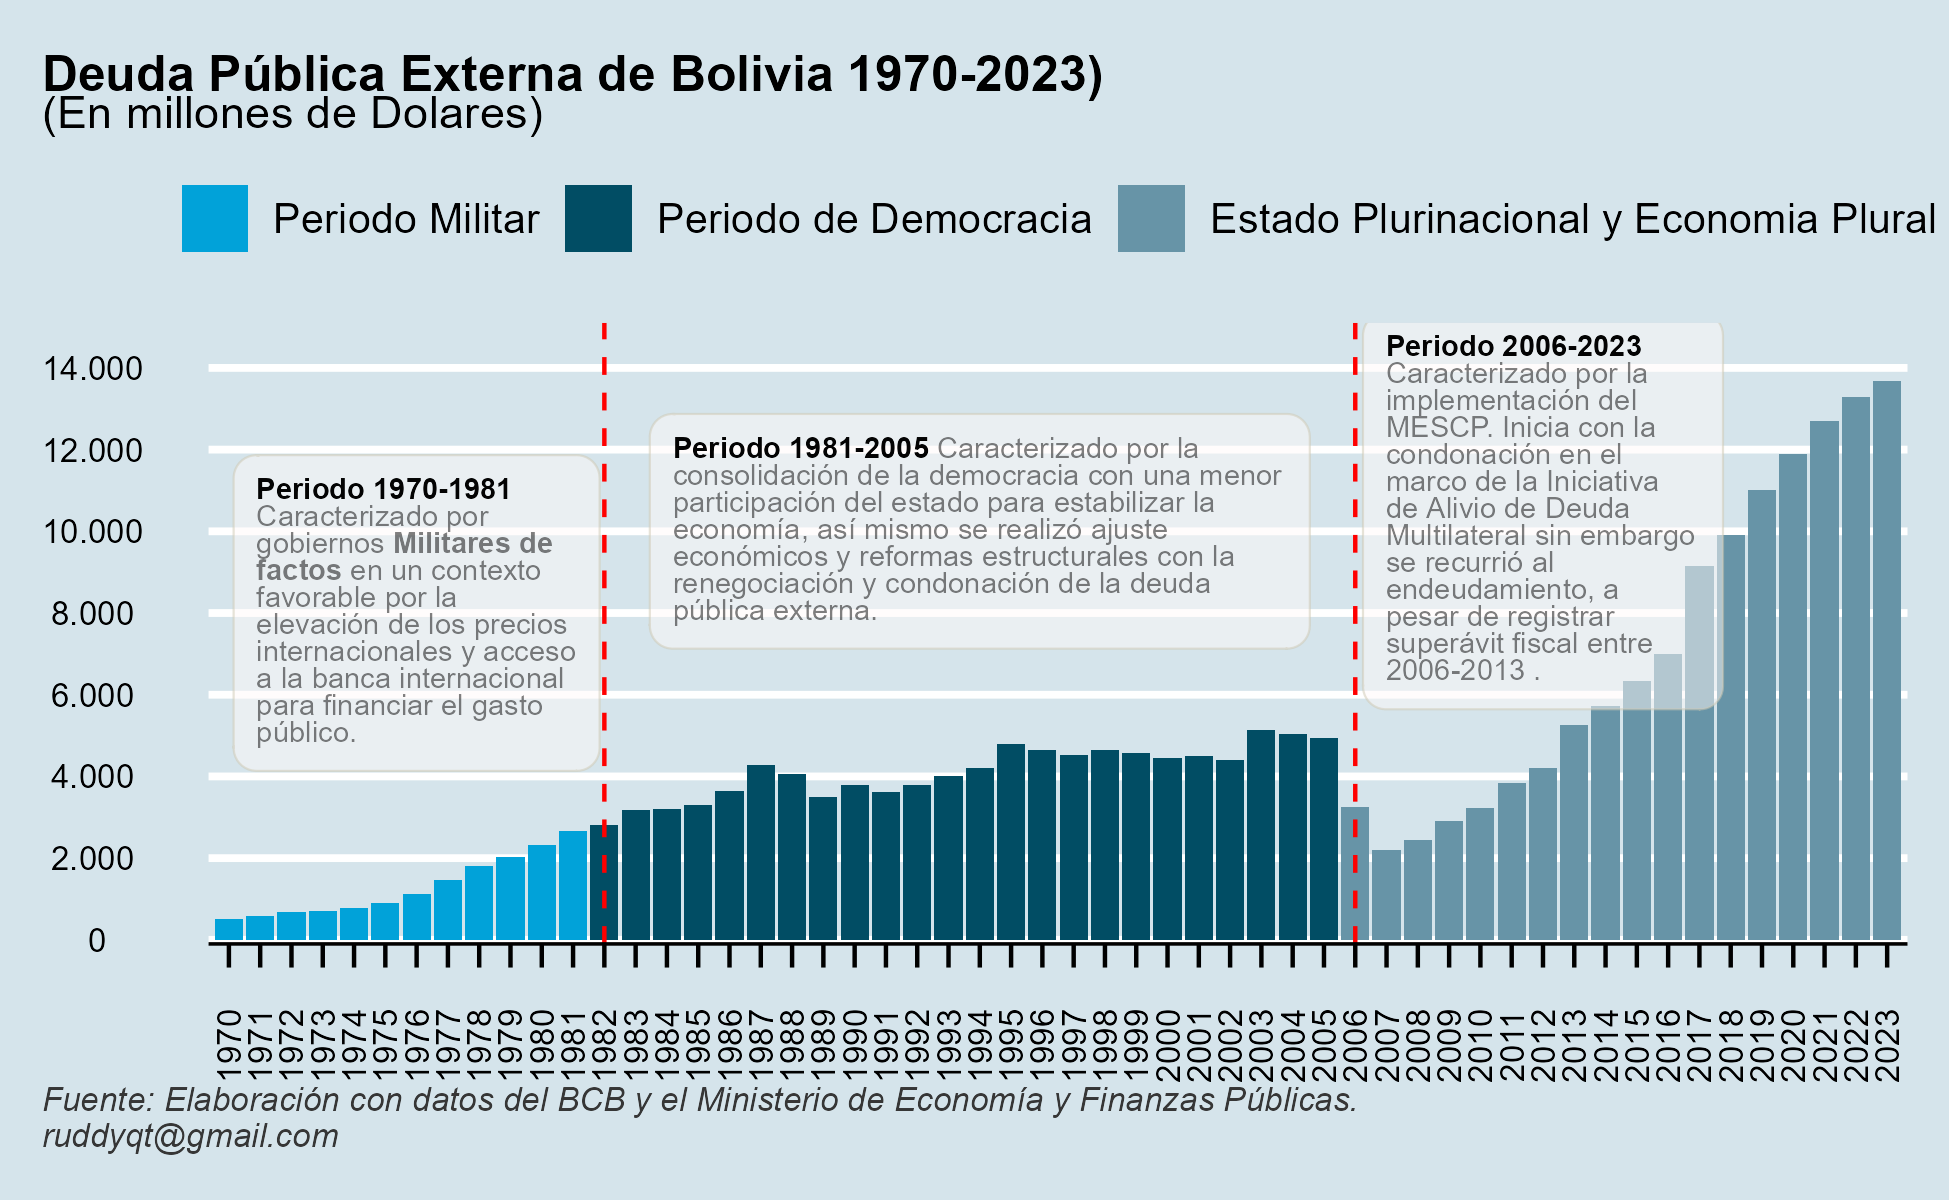 Deuda Pública Externa de Bolivia 1970-2023)
(En millones de Dolares)
Periodo Militar
Periodo de Democracia
Estado Plurinacional y Economia Plural
14.000
12.000
10.000
8.000
6.000
4.000
2.000
0
Periodo 1970-1981
Caracterizado por
gobiernos Militares de
factos en un contexto
favorable por la
elevación de los precios
internacionales y acceso
a la banca internacional
para financiar el gasto
público.
Periodo 1981-2005 Caracterizado por la
consolidación de la democracia con una menor
participación del estado para estabilizar la
economía, así mismo se realizó ajuste
económicos y reformas estructurales con la
renegociación y condonación de la deuda
pública externa.
Periodo 2006-2023
Caracterizado por la
implementación del
MESCP. Inicia con la
condonación en el
marco de la Iniciativa
de Alivio de Deuda
Multilateral sin embargo
se recurrió al
endeudamiento, a
pesar de registrar
superávit fiscal entre
2006-2013 .
1970
1971
1972
1973
1974
1975
1976
1977
1978
1979
1980
1981
1982
1983
1984
1985
1986
1987
1988
1989
1990
1991
1992
1993
1994
1995
1996
1997
1998
1999
2000
2001
2002
2003
2004
2005
2006
2007
2008
2009
2010
2011
2012
2013
2014
2015
2016
2017
2018
2019
2020
2021
2022
2023
Fuente: Elaboración con datos del BCB y el Ministerio de Economía y Finanzas Públicas.
ruddyqt@gmail.com